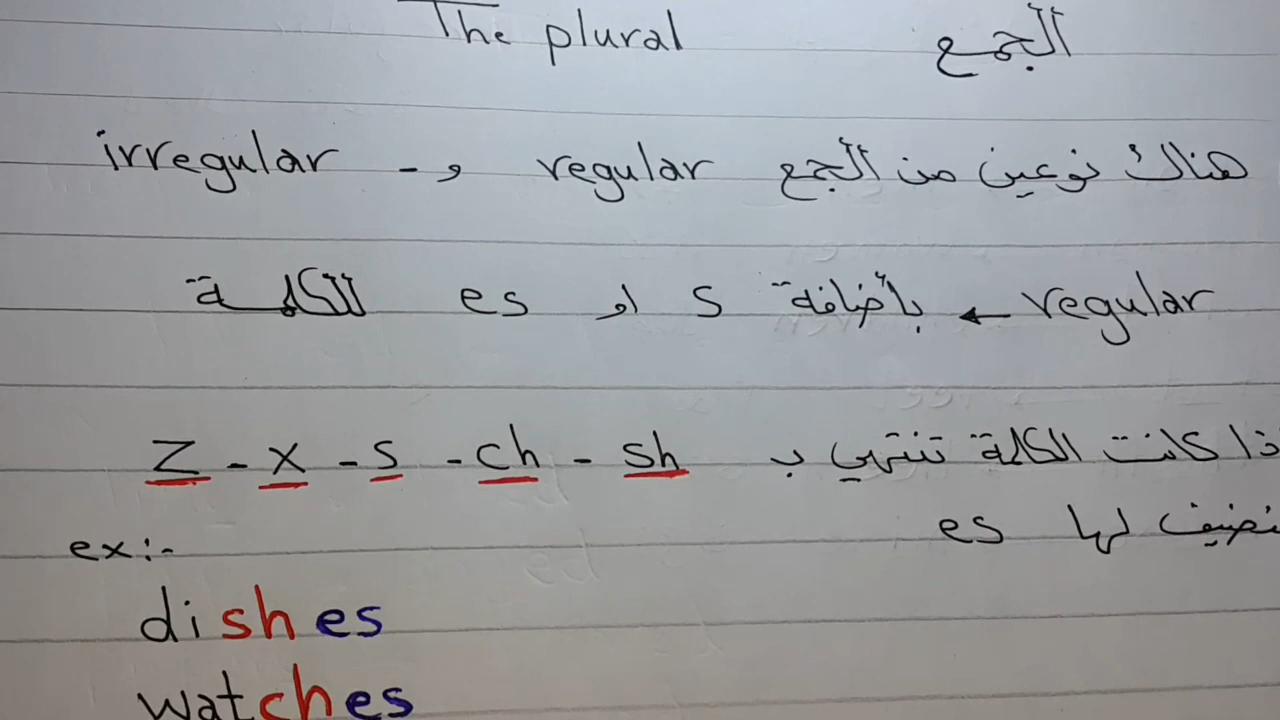 The plural الجمع
هناك نوعين من الجمع regular و - irregular
regular ← بأضافة s او es للكلمة
ذا كانت الكلمة تنتهي ب sh - ch - s - x - z
نضيف لها es
ex:-
dishes
watches